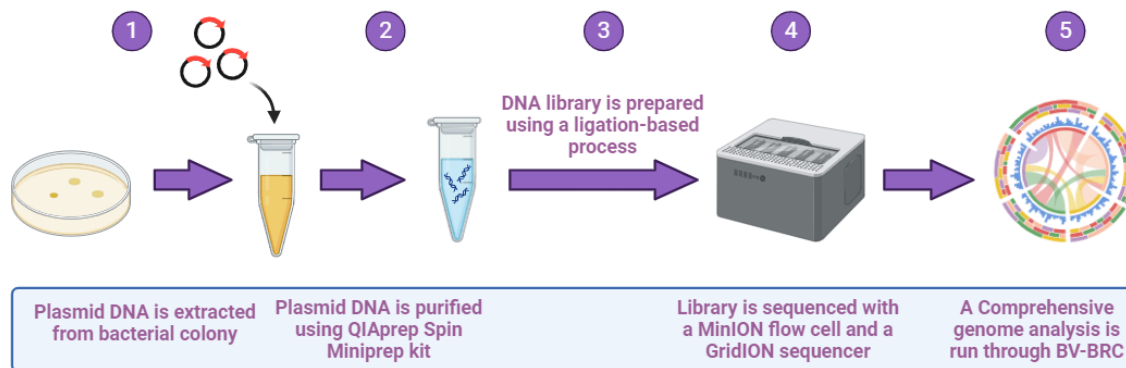 1
2
3
4
5
DNA library is prepared
using a ligation-based
process
Plasmid DNA is extracted
from bacterial colony
Plasmid DNA is purified
using QIAprep Spin
Miniprep kit
Library is sequenced with
a MinION flow cell and a
GridION sequencer
A Comprehensive
genome analysis is
run through BV-BRC